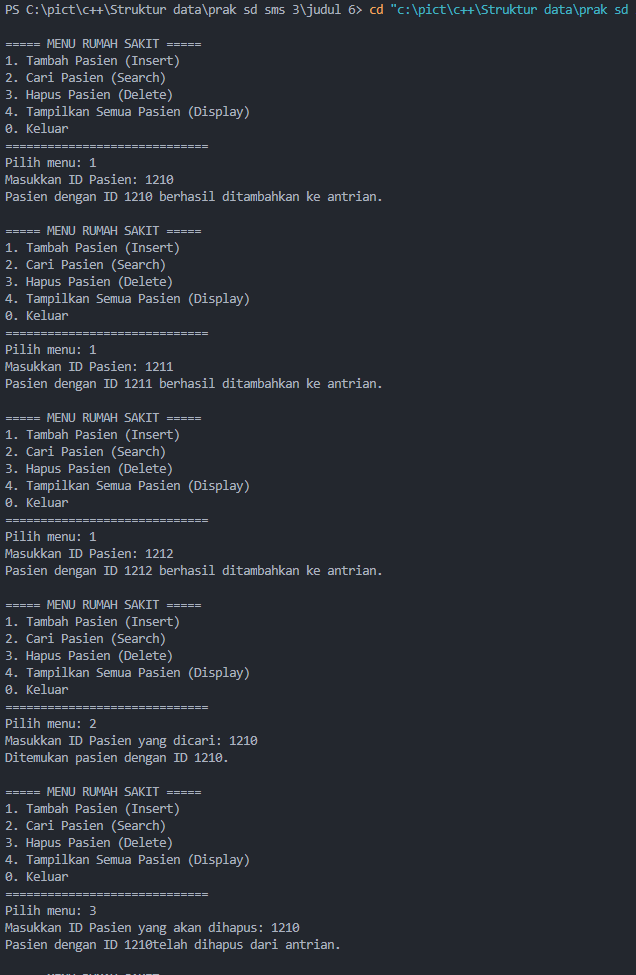 PS C:\pict\c++\Struktur data\prak sd sms 3\judul 6> cd "c:\pict\c++\Struktur data\prak sd
===== MENU RUMAH SAKIT =====
1. Tambah Pasien (Insert)
2. Cari Pasien (Search)
3. Hapus Pasien (Delete)
4. Tampilkan Semua Pasien (Display)
0. Keluar
=============================
Pilih menu: 1
Masukkan ID Pasien: 1210
Pasien dengan ID 1210 berhasil ditambahkan ke antrian.
===== MENU RUMAH SAKIT =====
1. Tambah Pasien (Insert)
2. Cari Pasien (Search)
3. Hapus Pasien (Delete)
4. Tampilkan Semua Pasien (Display)
0. Keluar
=============================
Pilih menu: 1
Masukkan ID Pasien: 1211
Pasien dengan ID 1211 berhasil ditambahkan ke antrian.
===== MENU RUMAH SAKIT =====
1. Tambah Pasien (Insert)
2. Cari Pasien (Search)
3. Hapus Pasien (Delete)
4. Tampilkan Semua Pasien (Display)
0. Keluar
=============================
Pilih menu: 1
Masukkan ID Pasien: 1212
Pasien dengan ID 1212 berhasil ditambahkan ke antrian.
===== MENU RUMAH SAKIT =====
1. Tambah Pasien (Insert)
2. Cari Pasien (Search)
3. Hapus Pasien (Delete)
4. Tampilkan Semua Pasien (Display)
0. Keluar
=============================
Pilih menu: 2
Masukkan ID Pasien yang dicari: 1210
Ditemukan pasien dengan ID 1210.
===== MENU RUMAH SAKIT =====
1. Tambah Pasien (Insert)
2. Cari Pasien (Search)
3. Hapus Pasien (Delete)
4. Tampilkan Semua Pasien (Display)
0. Keluar
=============================
Pilih menu: 3
Masukkan ID Pasien yang akan dihapus: 1210
Pasien dengan ID 1210telah dihapus dari antrian.